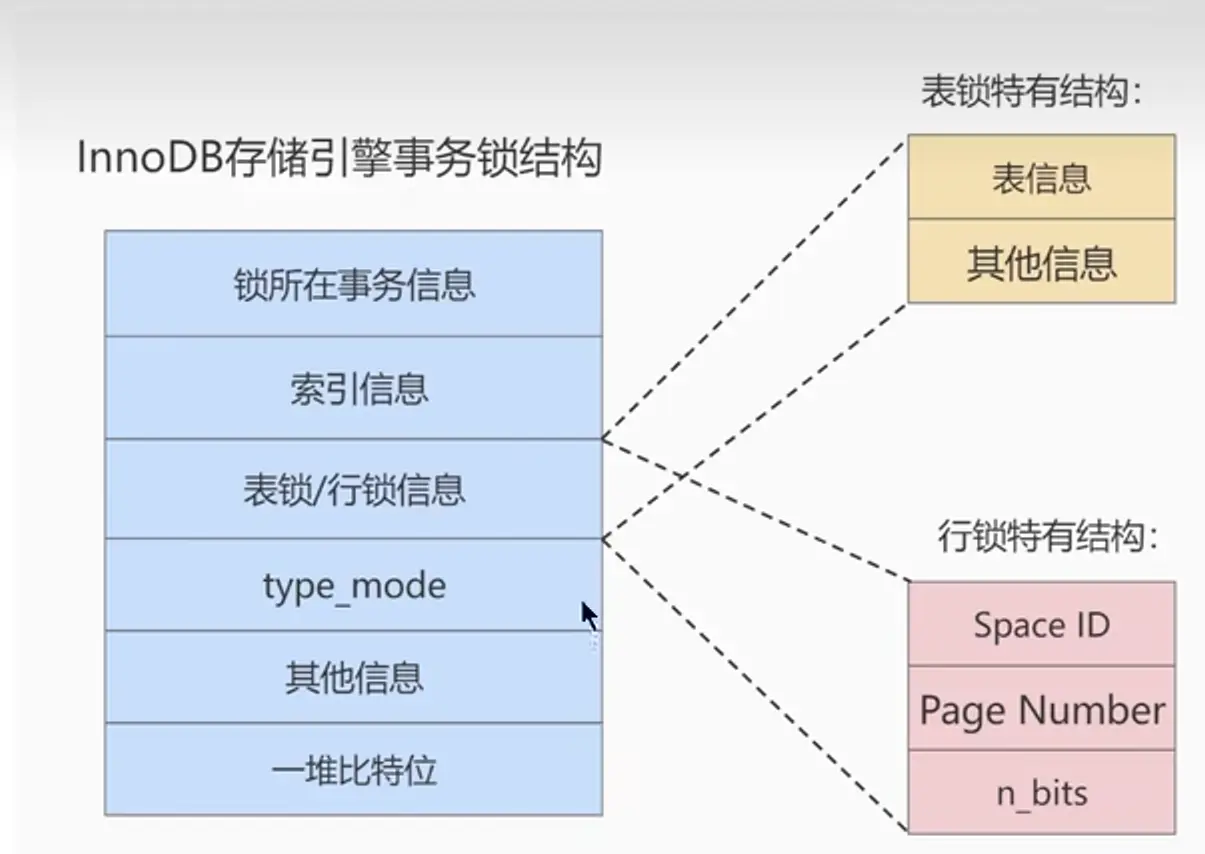 InnoDB存储引擎事务锁结构
锁所在事务信息
索引信息
表锁/行锁信息
type_mode
其他信息
一堆比特位
表锁特有结构：
表信息
其他信息
行锁特有结构：
Space ID
Page Number
n_bits